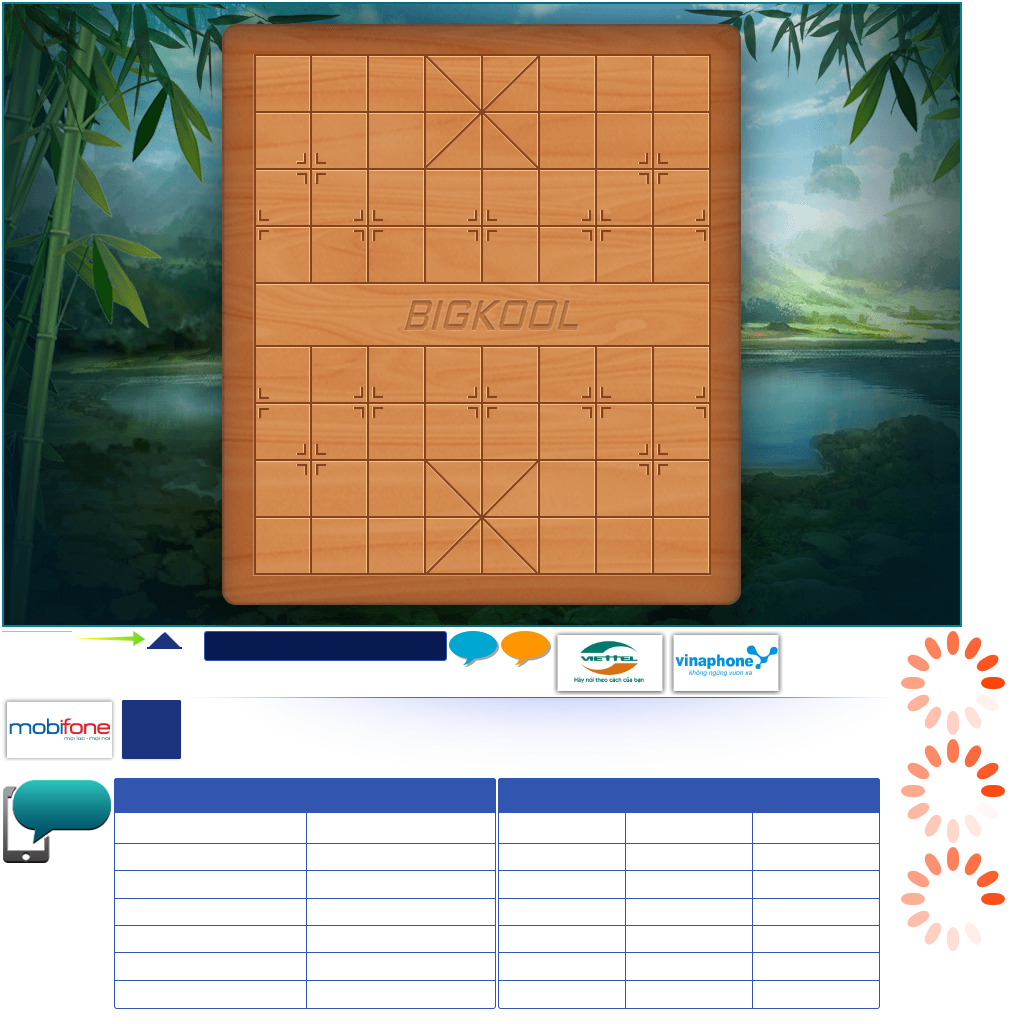 BIGKOOL
VIETTEL
Hãy nói theo cách của bạn
vinaphone
không ngừng vươn xa
mobifone
mọi lúc - mọi nơi